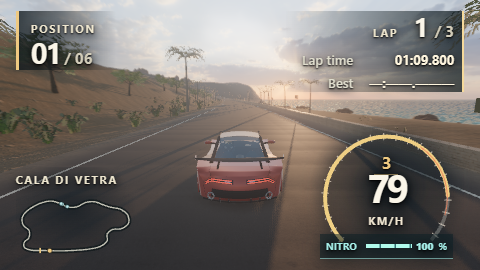 POSITION
01 / 06
LAP 1 / 3
Lap time 01:09.800
Best
CALA DI VETRA
3
79
KM/H
NITRO 100 %